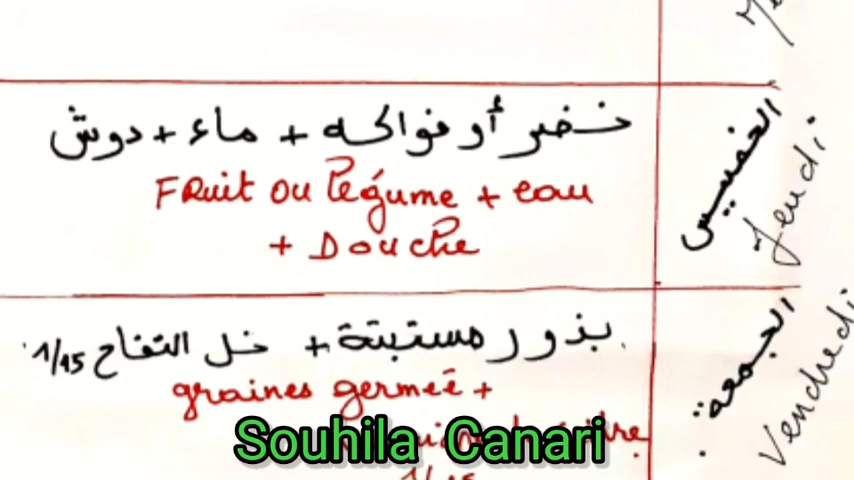 خضر أو فواكه + ماء + دوش
الخميس
Fruit ou légume + eau
+ Douche
Jeudi
بذور مستنبتة + خل التفاح 1/15
الجمعة
graines germeé +
Vendredi
Souhila Canari